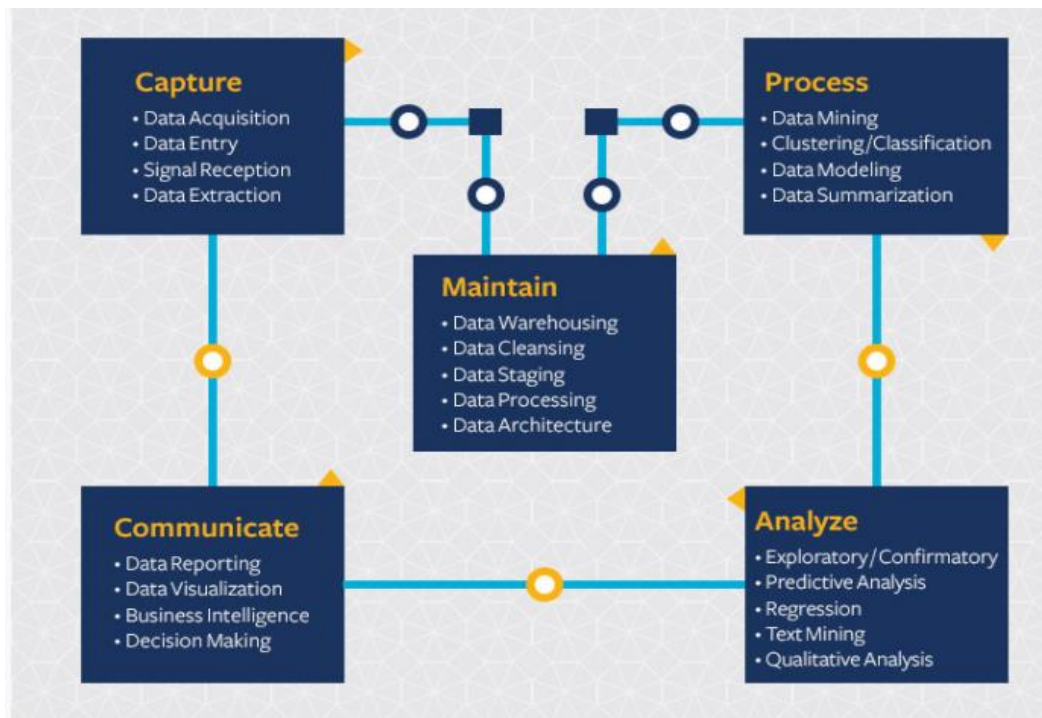 Capture
• Data Acquisition
• Data Entry
• Signal Reception
• Data Extraction
Process
• Data Mining
• Clustering/Classification
• Data Modeling
• Data Summarization
Maintain
• Data Warehousing
• Data Cleansing
• Data Staging
• Data Processing
• Data Architecture
Communicate
• Data Reporting
• Data Visualization
• Business Intelligence
• Decision Making
Analyze
• Exploratory/Confirmatory
• Predictive Analysis
• Regression
• Text Mining
• Qualitative Analysis